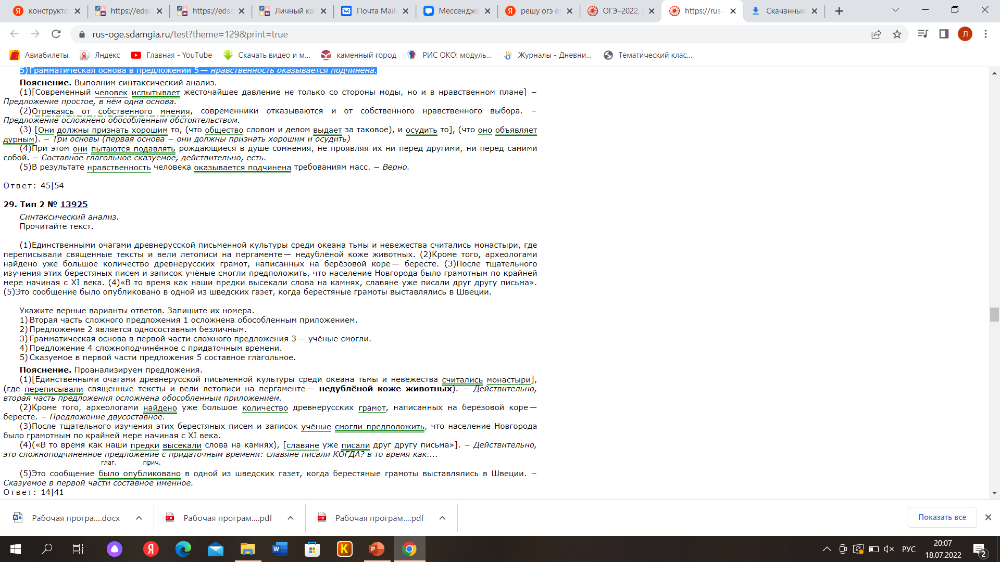 конструкто
https://edsc
https://edsc
Личный ка
Почта Mail.
Мессендже
решу огэ е
ОГЭ–2022,
https://rus-
Скачанные
rus-oge.sdamgia.ru/test?theme=129&print=true
Л
Авиабилеты
Яндекс
Главная - YouTube
Скачать видео и м...
каменный город
РИС ОКО: модуль...
Журналы - Дневни...
Тематический клас...
5) Грамматическая основа в предложении 5 — нравственность оказывается подчинена.
Пояснение. Выполним синтаксический анализ.
(1)[Современный человек испытывает жесточайшее давление не только со стороны моды, но и в нравственном плане] –
Предложение простое, в нём одна основа.
(2)Отрекаясь от собственного мнения, современники отказываются и от собственного нравственного выбора. –
Предложение осложнено обособленным обстоятельством.
(3) [Они должны признать хорошим то, (что общество словом и делом выдает за таковое), и осудить то], (что оно объявляет
дурным). – Три основы (первая основа – они должны признать хорошим и осудить)
(4)При этом они пытаются подавлять рождающиеся в душе сомнения, не проявляя их ни перед другими, ни перед самими
собой. – Составное глагольное сказуемое, действительно, есть.
(5)В результате нравственность человека оказывается подчинена требованиям масс. – Верно.
Ответ: 45|54
29. Тип 2 № 13925
Синтаксический анализ.
Прочитайте текст.
(1)Единственными очагами древнерусской письменной культуры среди океана тьмы и невежества считались монастыри, где
переписывали священные тексты и вели летописи на пергаменте — недублёной коже животных. (2)Кроме того, археологами
найдено уже большое количество древнерусских грамот, написанных на берёзовой коре — бересте. (3)После тщательного
изучения этих берестяных писем и записок учёные смогли предположить, что население Новгорода было грамотным по крайней
мере начиная с XI века. (4)«В то время как наши предки высекали слова на камнях, славяне уже писали друг другу письма».
(5)Это сообщение было опубликовано в одной из шведских газет, когда берестяные грамоты выставлялись в Швеции.
Укажите верные варианты ответов. Запишите их номера.
1) Вторая часть сложного предложения 1 осложнена обособленным приложением.
2) Предложение 2 является односоставным безличным.
3) Грамматическая основа в первой части сложного предложения 3 — учёные смогли.
4) Предложение 4 сложноподчинённое с придаточным времени.
5) Сказуемое в первой части предложения 5 составное глагольное.
Пояснение. Проанализируем предложения.
(1)[Единственными очагами древнерусской письменной культуры среди океана тьмы и невежества считались монастыри],
(где переписывали священные тексты и вели летописи на пергаменте — недублёной коже животных). – Действительно,
вторая часть предложения осложнена обособленным приложением.
(2)Кроме того, археологами найдено уже большое количество древнерусских грамот, написанных на берёзовой коре —
бересте. – Предложение двусоставное.
(3)После тщательного изучения этих берестяных писем и записок учёные смогли предположить, что население Новгорода
было грамотным по крайней мере начиная с XI века.
(4)(«В то время как наши предки высекали слова на камнях), [славяне уже писали друг другу письма»]. – Действительно,
это сложноподчинённое предложение с придаточным времени: славяне писали КОГДА? в то время как....
глаг. прич.
(5)Это сообщение было опубликовано в одной из шведских газет, когда берестяные грамоты выставлялись в Швеции. –
Сказуемое в первой части составное именное.
Ответ: 14|41
Рабочая програ....docx
Рабочая програм....pdf
Рабочая програм....pdf
Показать все
РУС
20:07
18.07.2022
2